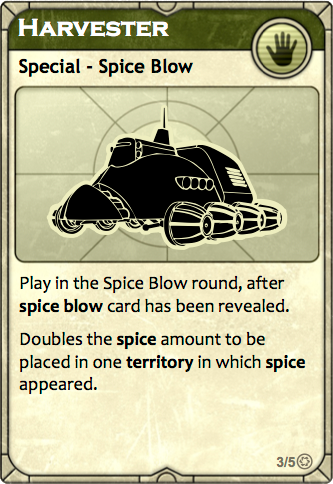 Harvester
Special - Spice Blow
Play in the Spice Blow round, after
spice blow card has been revealed.
Doubles the spice amount to be
placed in one territory in which spice
appeared.
3/5